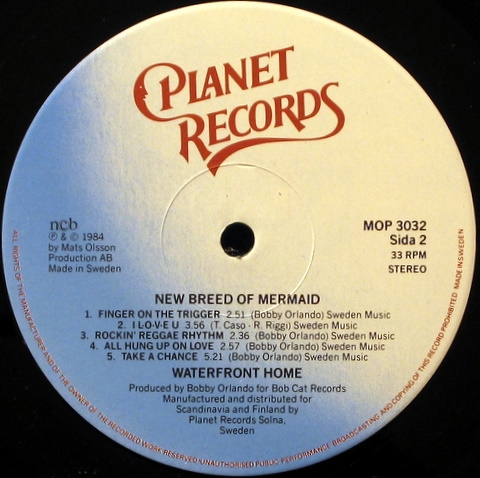 PLANET
RECORDS
ncb
℗ & © 1984
by Mats Olsson
Production AB
Made in Sweden
MOP 3032
Sida 2
33 RPM
STEREO
NEW BREED OF MERMAID
1. FINGER ON THE TRIGGER 2.51 (Bobby Orlando) Sweden Music
2. I L-O-V-E U 3.56 (T. Caso - R. Riggi) Sweden Music
3. ROCKIN' REGGAE RHYTHM 2.36 (Bobby Orlando) Sweden Music
4. ALL HUNG UP ON LOVE 2.57 (Bobby Orlando) Sweden Music
5. TAKE A CHANCE 5.21 (Bobby Orlando) Sweden Music
WATERFRONT HOME
Produced by Bobby Orlando for Bob Cat Records
Manufactured and distributed for
Scandinavia and Finland by
Planet Records Solna,
Sweden
ALL RIGHTS OF THE MANUFACTURER AND OF THE OWNER OF THE RECORDED WORK RESERVED. UNAUTHORISED PUBLIC PERFORMANCE BROADCASTING AND COPYING OF THIS RECORD PROHIBITED MADE IN SWEDEN